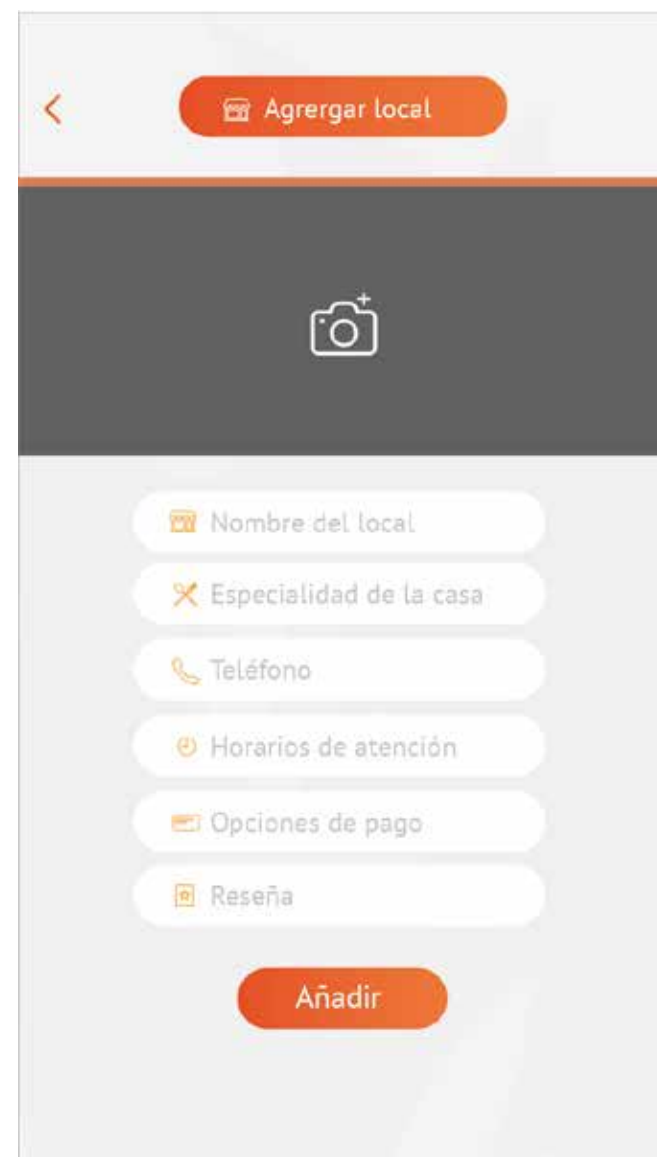 Agrergar local
Nombre del local
Especialidad de la casa
Teléfono
Horarios de atención
Opciones de pago
Reseña
Añadir